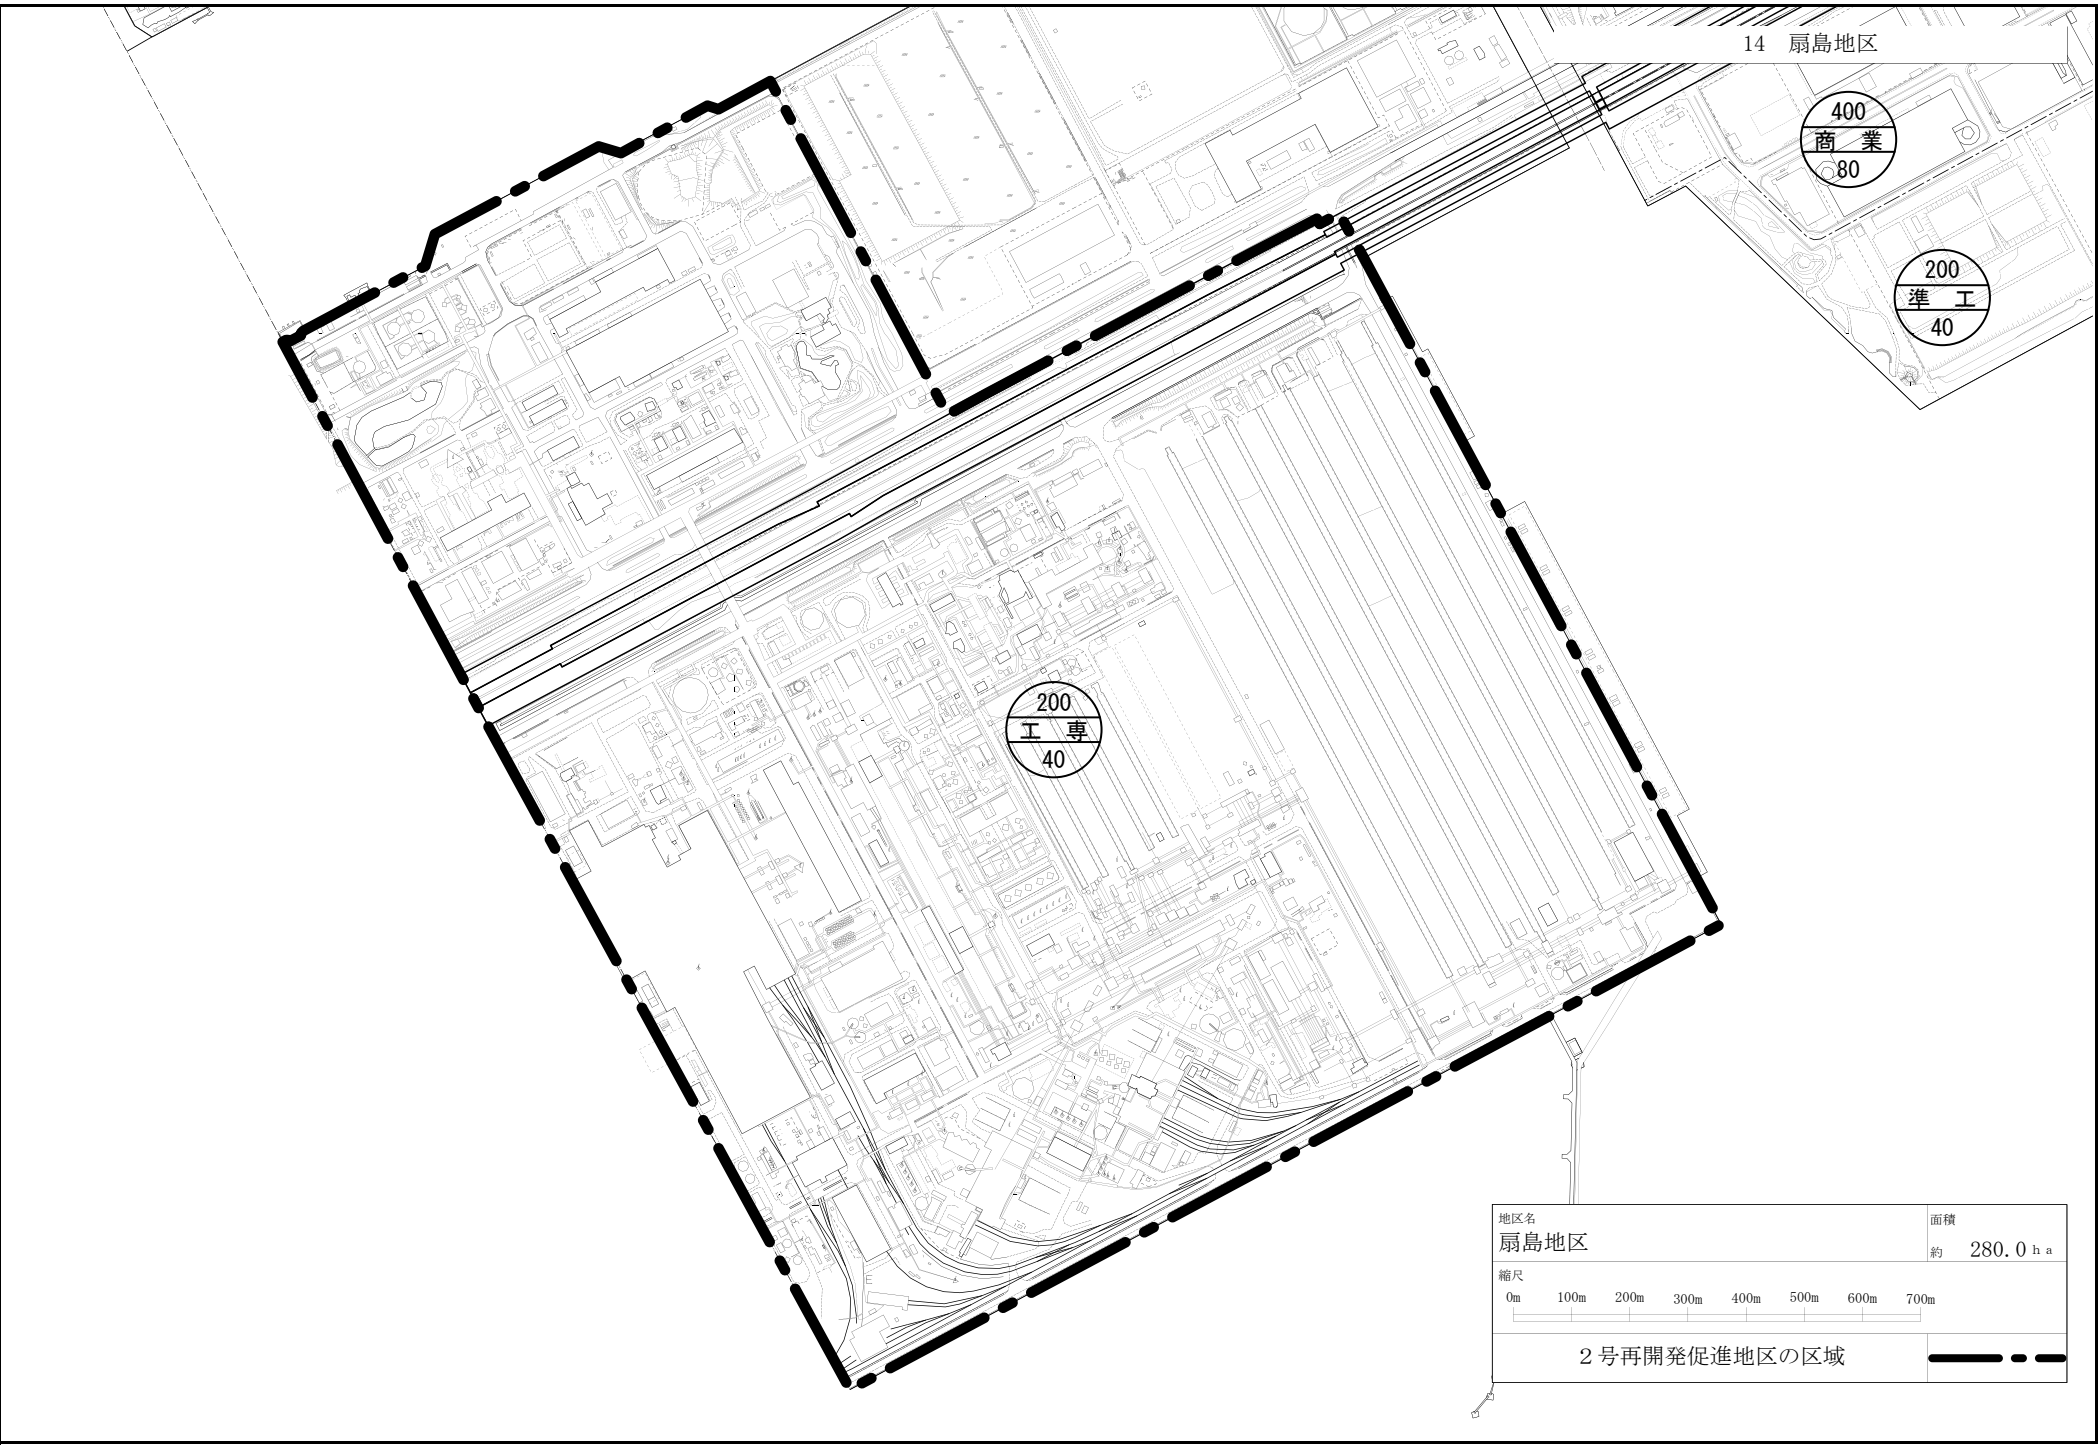 14 扇島地区
400
商 業
80
200
準 工
40
200
工 専
40
E
地区名
扇島地区
面積
約 280.0ha
縮尺
0m 100m 200m 300m 400m 500m 600m 700m
２号再開発促進地区の区域